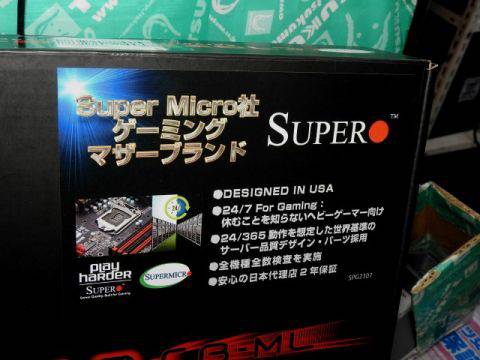 Super Micro社
ゲーミング
マザーブランド
SUPER
TM
●DESIGNED IN USA
●24/7 For Gaming：
休むことを知らないヘビーゲーマー向け
●24/365 動作を想定した世界基準の
サーバー品質デザイン・パーツ採用
●全機種全数検査を実施
●安心の日本代理店2年保証
SPG2107
24/7
PLAY
HARDER
SUPER
SUPERMICR